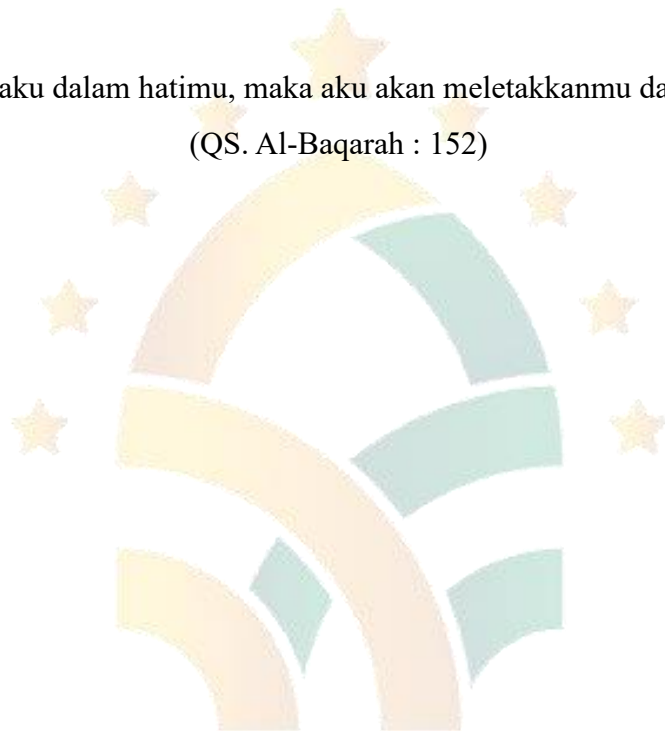 aku dalam hatimu, maka aku akan meletakkanmu da
(QS. Al-Baqarah : 152)